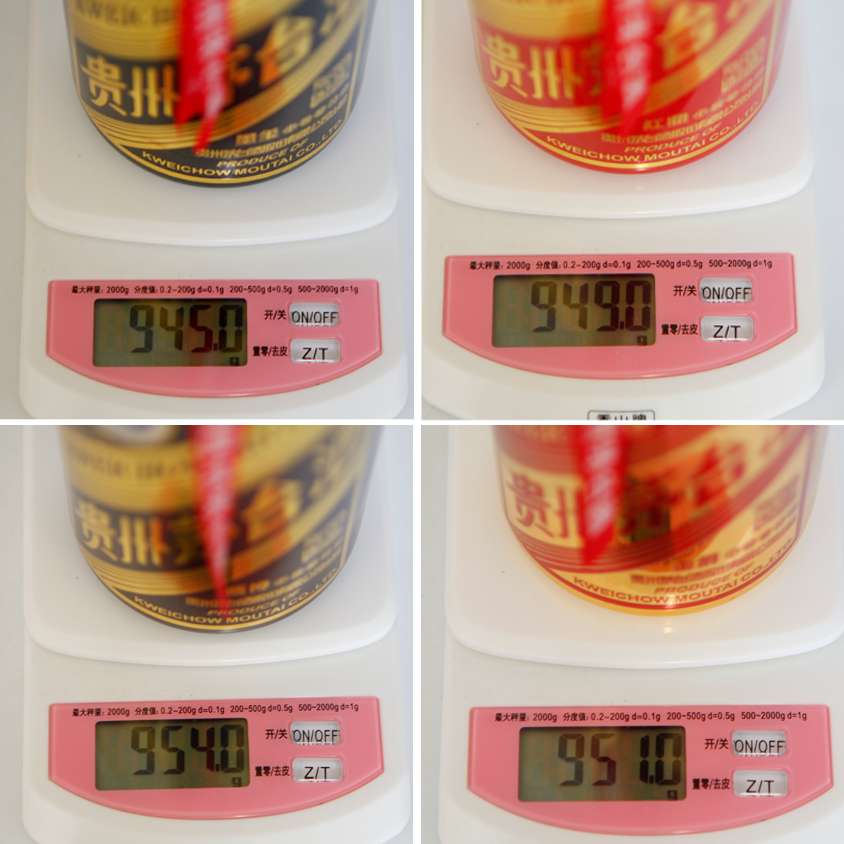 贵州茅台
PRODUCE OF
KWEICHOW MOUTAI CO., LTD.
最大秤量: 2000g 分度值: 0.2~200g d=0.1g 200~500g d=0.5g 500~2000g d=1g
945.0
g
开/关 ON/OFF
置零/去皮 Z/T
贵州茅台
PRODUCE OF
KWEICHOW MOUTAI CO., LTD.
最大秤量: 2000g 分度值: 0.2~200g d=0.1g 200~500g d=0.5g 500~2000g d=1g
949.0
g
开/关 ON/OFF
置零/去皮 Z/T
贵州茅台
PRODUCE OF
KWEICHOW MOUTAI CO., LTD.
最大秤量: 2000g 分度值: 0.2~200g d=0.1g 200~500g d=0.5g 500~2000g d=1g
954.0
g
开/关 ON/OFF
置零/去皮 Z/T
贵州茅台
PRODUCE OF
KWEICHOW MOUTAI CO., LTD.
最大秤量: 2000g 分度值: 0.2~200g d=0.1g 200~500g d=0.5g 500~2000g d=1g
951.0
g
开/关 ON/OFF
置零/去皮 Z/T